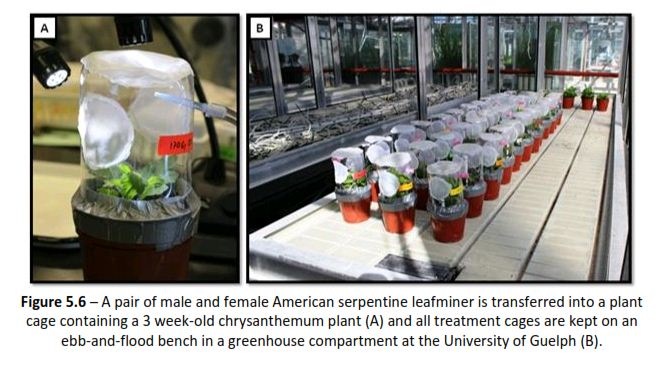 A
B
Figure 5.6 – A pair of male and female American serpentine leafminer is transferred into a plant
cage containing a 3 week-old chrysanthemum plant (A) and all treatment cages are kept on an
ebb-and-flood bench in a greenhouse compartment at the University of Guelph (B).